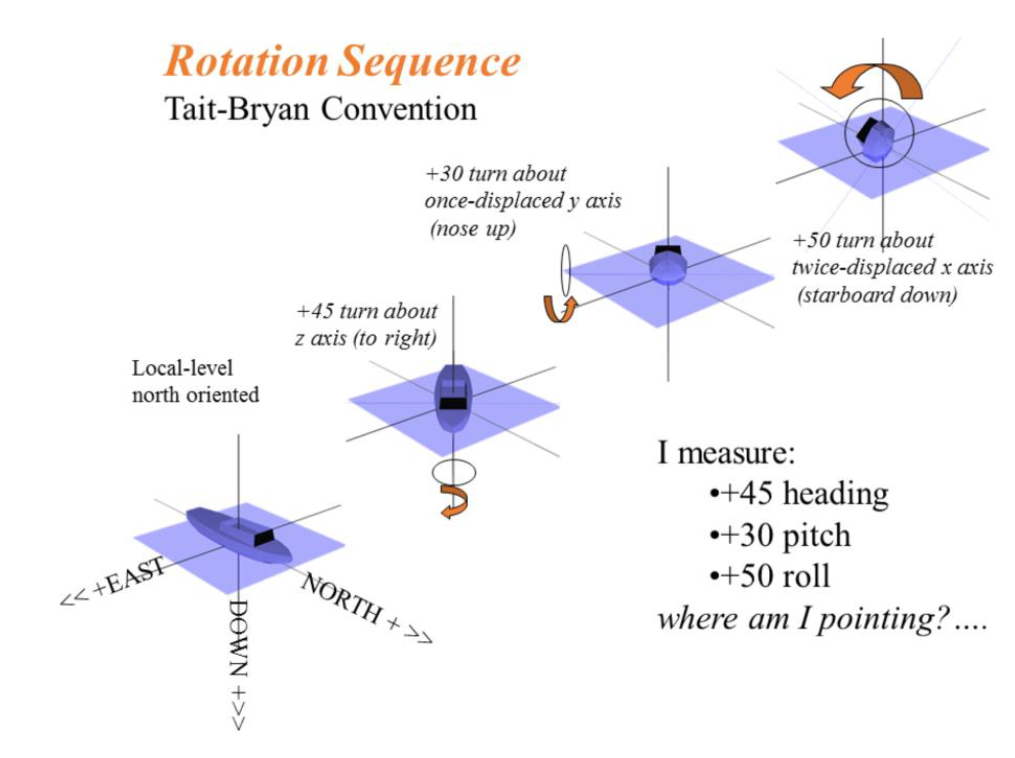 Rotation Sequence
Tait-Bryan Convention
+30 turn about
once-displaced y axis
(nose up)
+50 turn about
twice-displaced x axis
(starboard down)
+45 turn about
z axis (to right)
Local-level
north oriented
I measure:
•+45 heading
•+30 pitch
•+50 roll
where am I pointing?….
<< +EAST
DOWN +>>
NORTH + >>